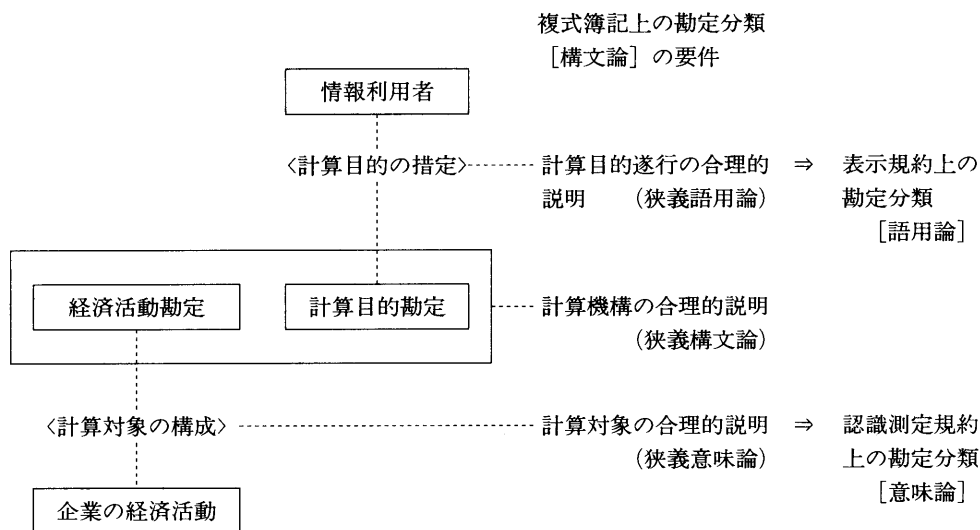 複式簿記上の勘定分類
[構文論]の要件
情報利用者
〈計算目的の措定〉
計算目的遂行の合理的 ⇒ 表示規約上の
説明 (狭義語用論) 勘定分類
[語用論]
経済活動勘定
計算目的勘定
計算機構の合理的説明
(狭義構文論)
〈計算対象の構成〉
計算対象の合理的説明 ⇒ 認識測定規約
(狭義意味論) 上の勘定分類
[意味論]
企業の経済活動